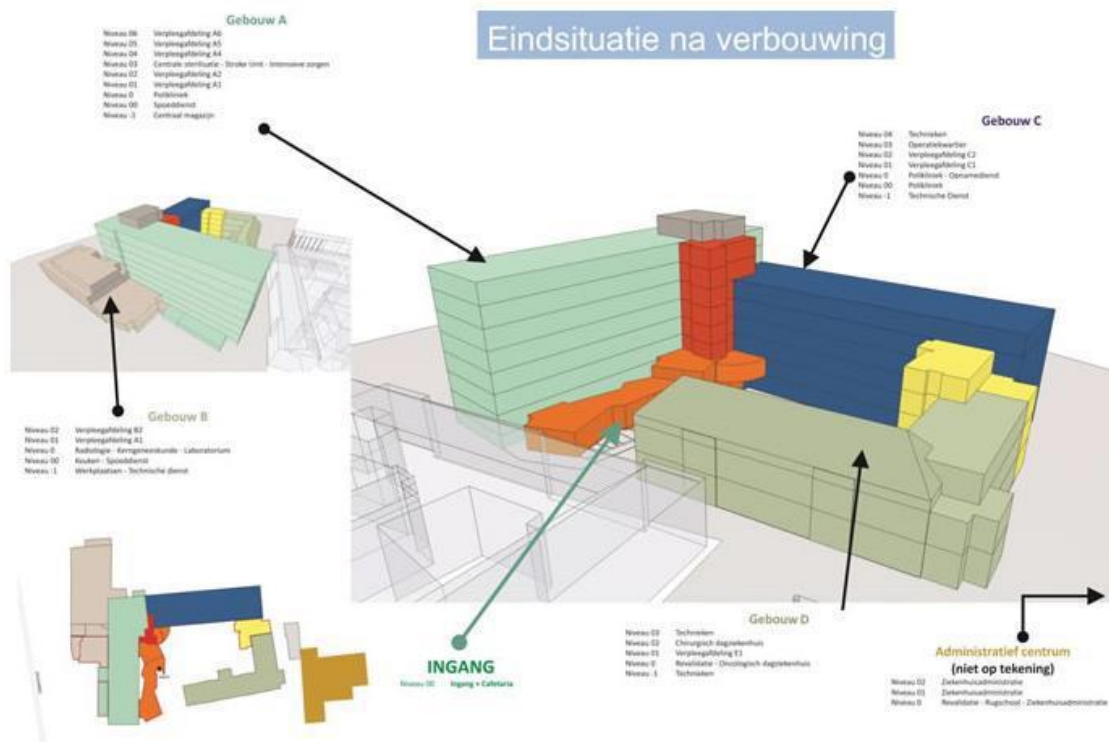 Eindsituatie na verbouwing
Gebouw A
Niveau 06 Verpleegafdeling A6
Niveau 05 Verpleegafdeling A5
Niveau 04 Verpleegafdeling A4
Niveau 03 Centrale sterilisatie - Stroke Unit - Intensieve zorgen
Niveau 02 Verpleegafdeling A2
Niveau 01 Verpleegafdeling A1
Niveau 0 Polikliniek
Niveau 00 Spoeddienst
Niveau -1 Centraal magazijn
Gebouw C
Niveau 04 Technieken
Niveau 03 Operatiekwartier
Niveau 02 Verpleegafdeling C2
Niveau 01 Verpleegafdeling C1
Niveau 0 Polikliniek - Opnamedienst
Niveau 00 Polikliniek
Niveau -1 Technische Dienst
Gebouw B
Niveau 02 Verpleegafdeling B2
Niveau 01 Verpleegafdeling A1
Niveau 0 Radiologie - Kerngeneeskunde - Laboratorium
Niveau 00 Keuken - Spoeddienst
Niveau -1 Werkplaatsen - Technische dienst
INGANG
Niveau 00 Ingang + Cafetaria
Gebouw D
Niveau 03 Technieken
Niveau 02 Chirurgisch dagziekenhuis
Niveau 01 Verpleegafdeling E1
Niveau 0 Revalidatie - Oncologisch dagziekenhuis
Niveau -1 Technieken
Administratief centrum
(niet op tekening)
Niveau 02 Ziekenhuisadministratie
Niveau 01 Ziekenhuisadministratie
Niveau 0 Revalidatie - Rugschool - Ziekenhuisadministratie